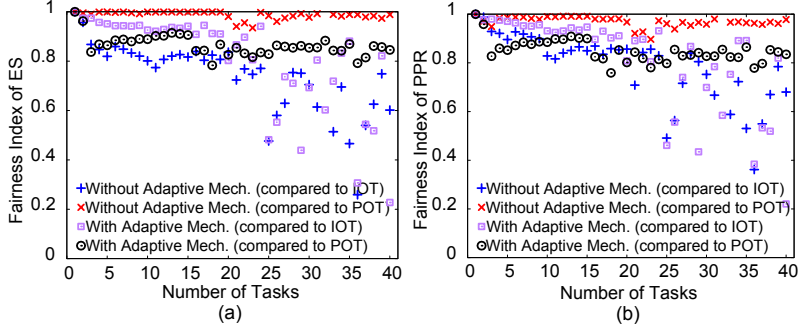 Fairness Index of ES
1
0.8
0.6
0.4
0.2
0
Without Adaptive Mech. (compared to IOT)
Without Adaptive Mech. (compared to POT)
With Adaptive Mech. (compared to IOT)
With Adaptive Mech. (compared to POT)
0 5 10 15 20 25 30 35 40
Number of Tasks
(a)
Fairness Index of PPR
1
0.8
0.6
0.4
0.2
0
Without Adaptive Mech. (compared to IOT)
Without Adaptive Mech. (compared to POT)
With Adaptive Mech. (compared to IOT)
With Adaptive Mech. (compared to POT)
0 5 10 15 20 25 30 35 40
Number of Tasks
(b)